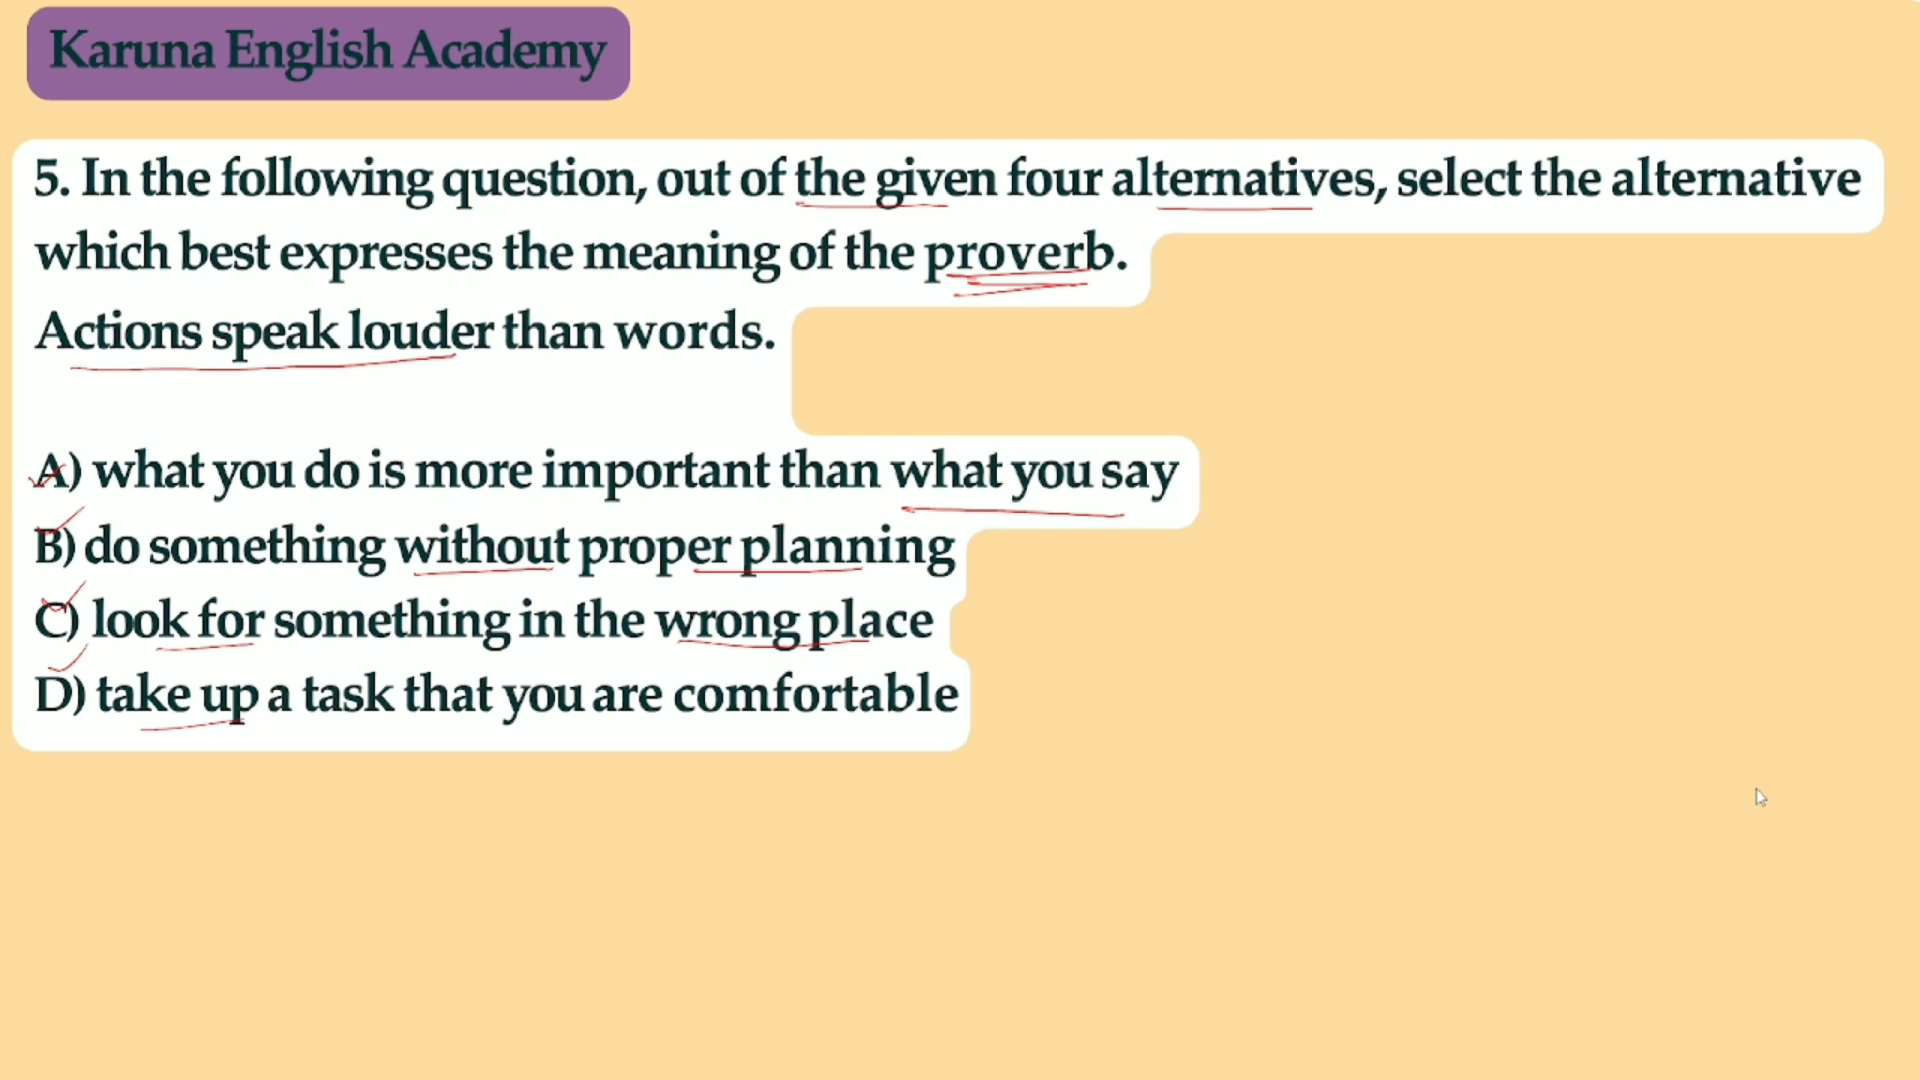 Karuna English Academy
5. In the following question, out of the given four alternatives, select the alternative
which best expresses the meaning of the proverb.
Actions speak louder than words.
A) what you do is more important than what you say
B) do something without proper planning
C) look for something in the wrong place
D) take up a task that you are comfortable